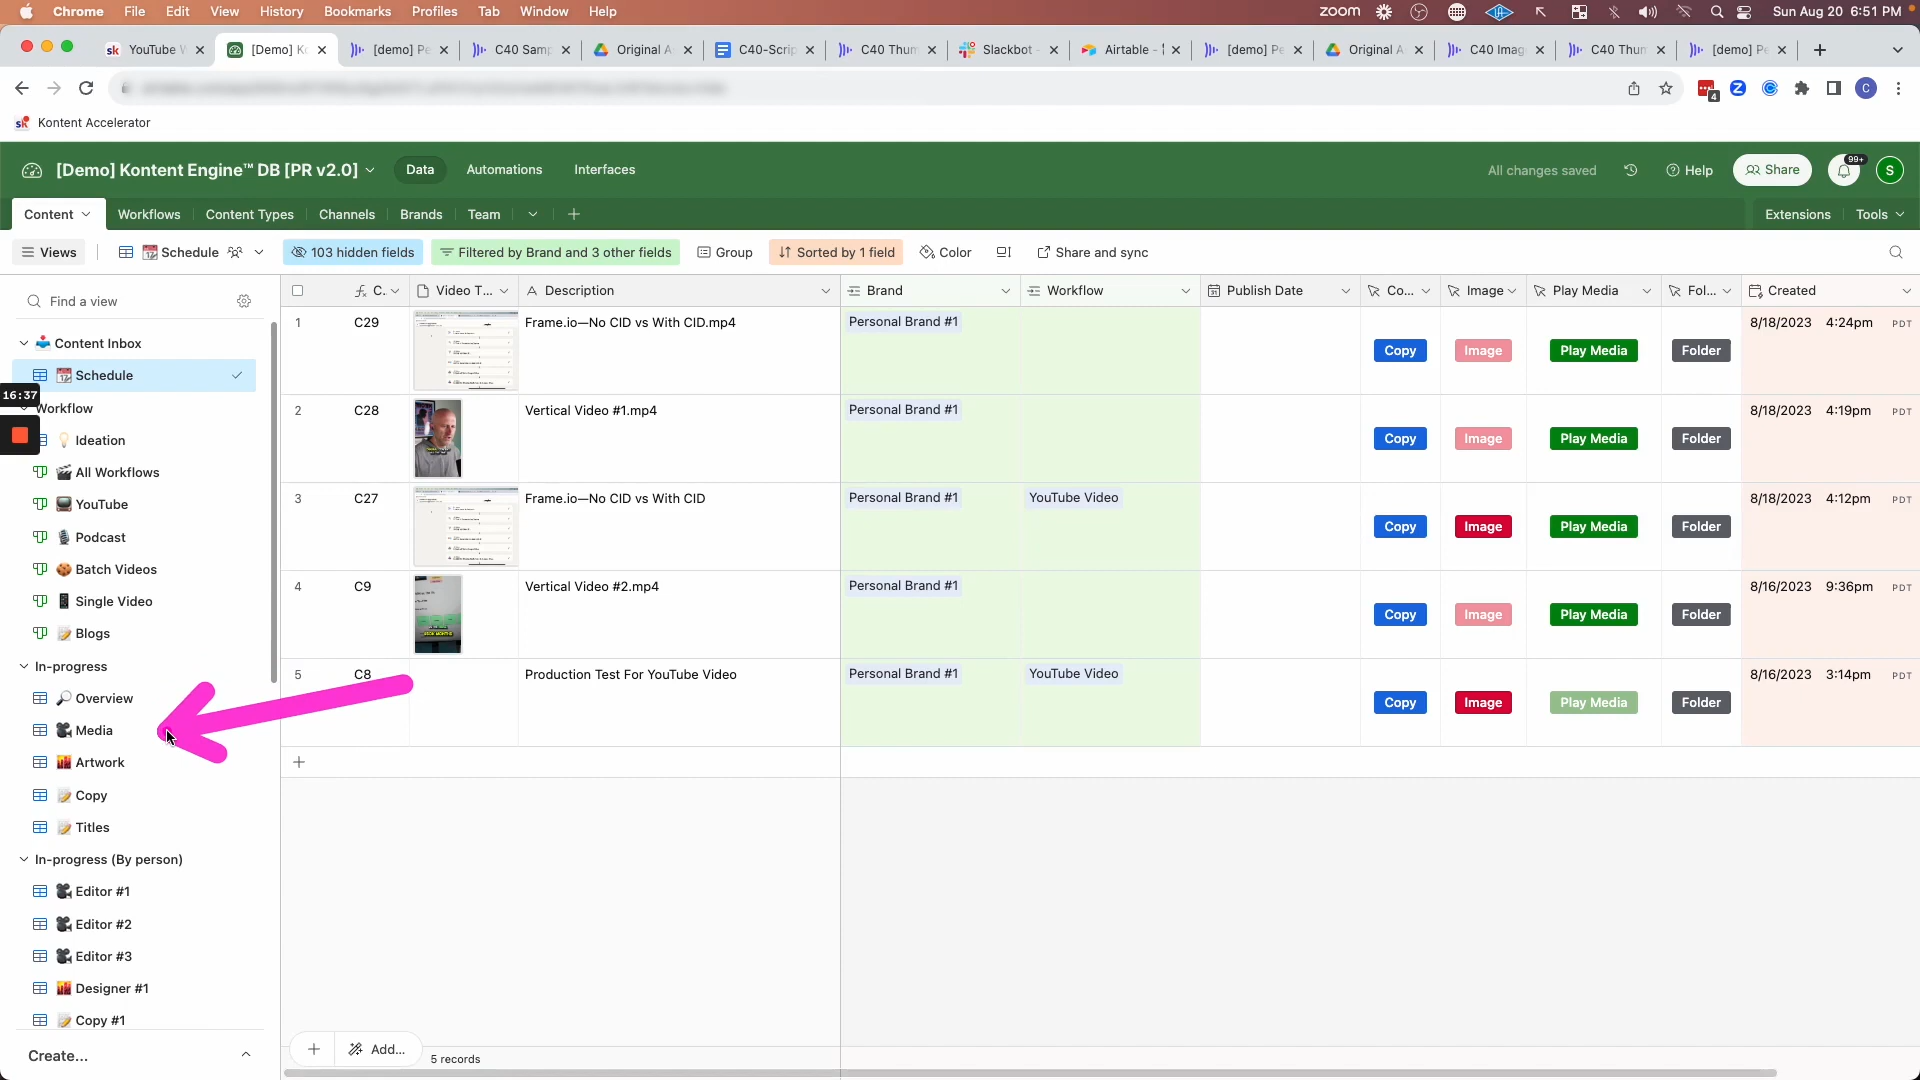 Chrome File Edit View History Bookmarks Profiles Tab Window Help zoom Sun Aug 20 6:51 PM
sk YouTube W [Demo] Ko [demo] Pe C40 Samp Original A C40-Scrip C40 Thum Slackbot - Airtable - [demo] Pe Original A C40 Imag C40 Thum [demo] Pe
4 C
sk Kontent Accelerator
[Demo] Kontent Engine™ DB [PR v2.0] Data Automations Interfaces All changes saved Help Share 99+ S
Content Workflows Content Types Channels Brands Team Extensions Tools
Views Schedule 103 hidden fields Filtered by Brand and 3 other fields Group Sorted by 1 field Color Share and sync
Find a view
C.. Video T... Description Brand Workflow Publish Date Co... Image Play Media Fol... Created
Content Inbox
Schedule
16:37
Workflow
Ideation
All Workflows
YouTube
Podcast
Batch Videos
Single Video
Blogs
In-progress
Overview
Media
Artwork
Copy
Titles
In-progress (By person)
Editor #1
Editor #2
Editor #3
Designer #1
Copy #1
Create...
1 C29 Frame.io—No CID vs With CID.mp4 Personal Brand #1 8/18/2023 4:24pm PDT
Copy Image Play Media Folder
2 C28 Vertical Video #1.mp4 Personal Brand #1 8/18/2023 4:19pm PDT
Copy Image Play Media Folder
3 C27 Frame.io—No CID vs With CID Personal Brand #1 YouTube Video 8/18/2023 4:12pm PDT
Copy Image Play Media Folder
4 C9 Vertical Video #2.mp4 Personal Brand #1 8/16/2023 9:36pm PDT
Copy Image Play Media Folder
5 C8 Production Test For YouTube Video Personal Brand #1 YouTube Video 8/16/2023 3:14pm PDT
Copy Image Play Media Folder
Add... 5 records